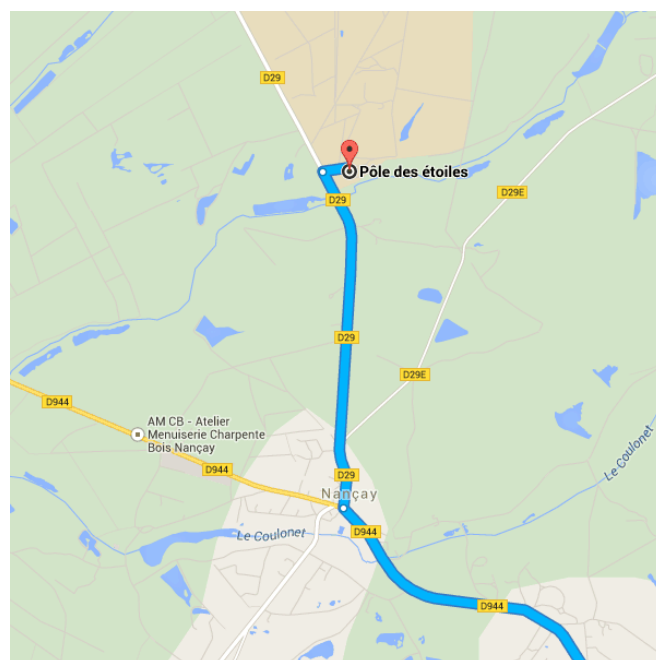 D29
Pôle des étoiles
D29E
D29
D29
D29E
D944
AM CB - Atelier
Menuiserie Charpente
Bois Nançay
D944
Le Coulonet
D29
Nançay
Le Coulonet
D944
D944